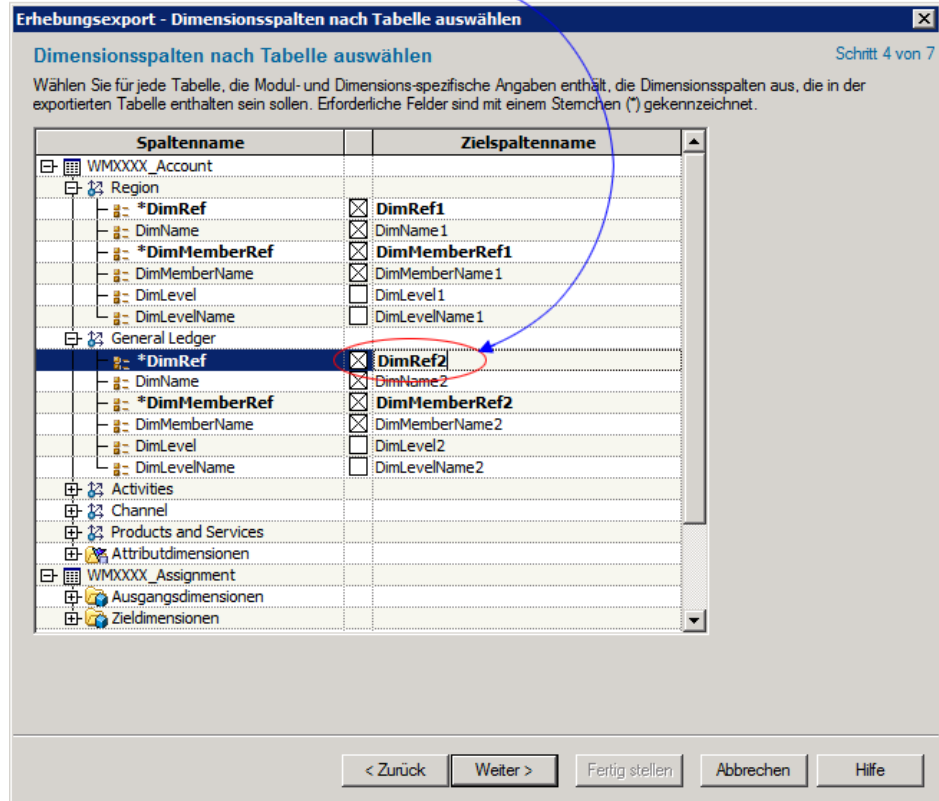 Erhebungsexport - Dimensionsspalten nach Tabelle auswählen
Dimensionsspalten nach Tabelle auswählen Schritt 4 von 7
Wählen Sie für jede Tabelle, die Modul- und Dimensions-spezifische Angaben enthält, die Dimensionsspalten aus, die in der
exportierten Tabelle enthalten sein sollen. Erforderliche Felder sind mit einem Sternchen (*) gekennzeichnet.
Spaltenname Zielspaltenname
WMXXXX_Account
Region
*DimRef DimRef1
DimName DimName1
*DimMemberRef DimMemberRef1
DimMemberName DimMemberName1
DimLevel DimLevel1
DimLevelName DimLevelName1
General Ledger
*DimRef DimRef2
DimName DimName2
*DimMemberRef DimMemberRef2
DimMemberName DimMemberName2
DimLevel DimLevel2
DimLevelName DimLevelName2
Activities
Channel
Products and Services
Attributdimensionen
WMXXXX_Assignment
Ausgangsdimensionen
Zieldimensionen
< Zurück Weiter > Fertig stellen Abbrechen Hilfe